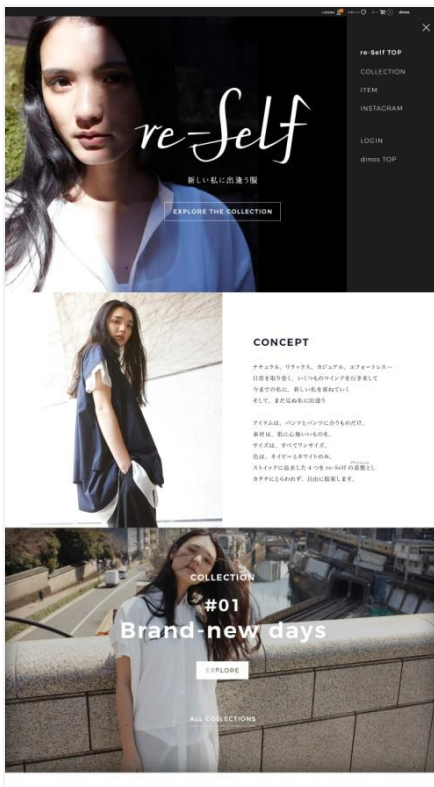 dinos
re-Self
新しい私に出逢う服
EXPLORE THE COLLECTION
re-Self TOP
COLLECTION
ITEM
INSTAGRAM
LOGIN
dinos TOP
CONCEPT
ナチュラル、リラックス、カジュアル、エフォートレス…
日常を取り巻く、いくつものマインドを行き来して
今までの私に、新しい私を重ねていく
そして、まだ見ぬ私に出逢う
アイテムは、パンツとパンツに合うものだけ。
素材は、肌に心地いいものを。
サイズは、すべてワンサイズ。
色は、ネイビーとホワイトのみ。
ストイックに追求した4つを re-Self の基盤とし
カタチにとらわれず、自由に提案します。
COLLECTION
#01
Brand-new days
EXPLORE
ALL COLLECTIONS